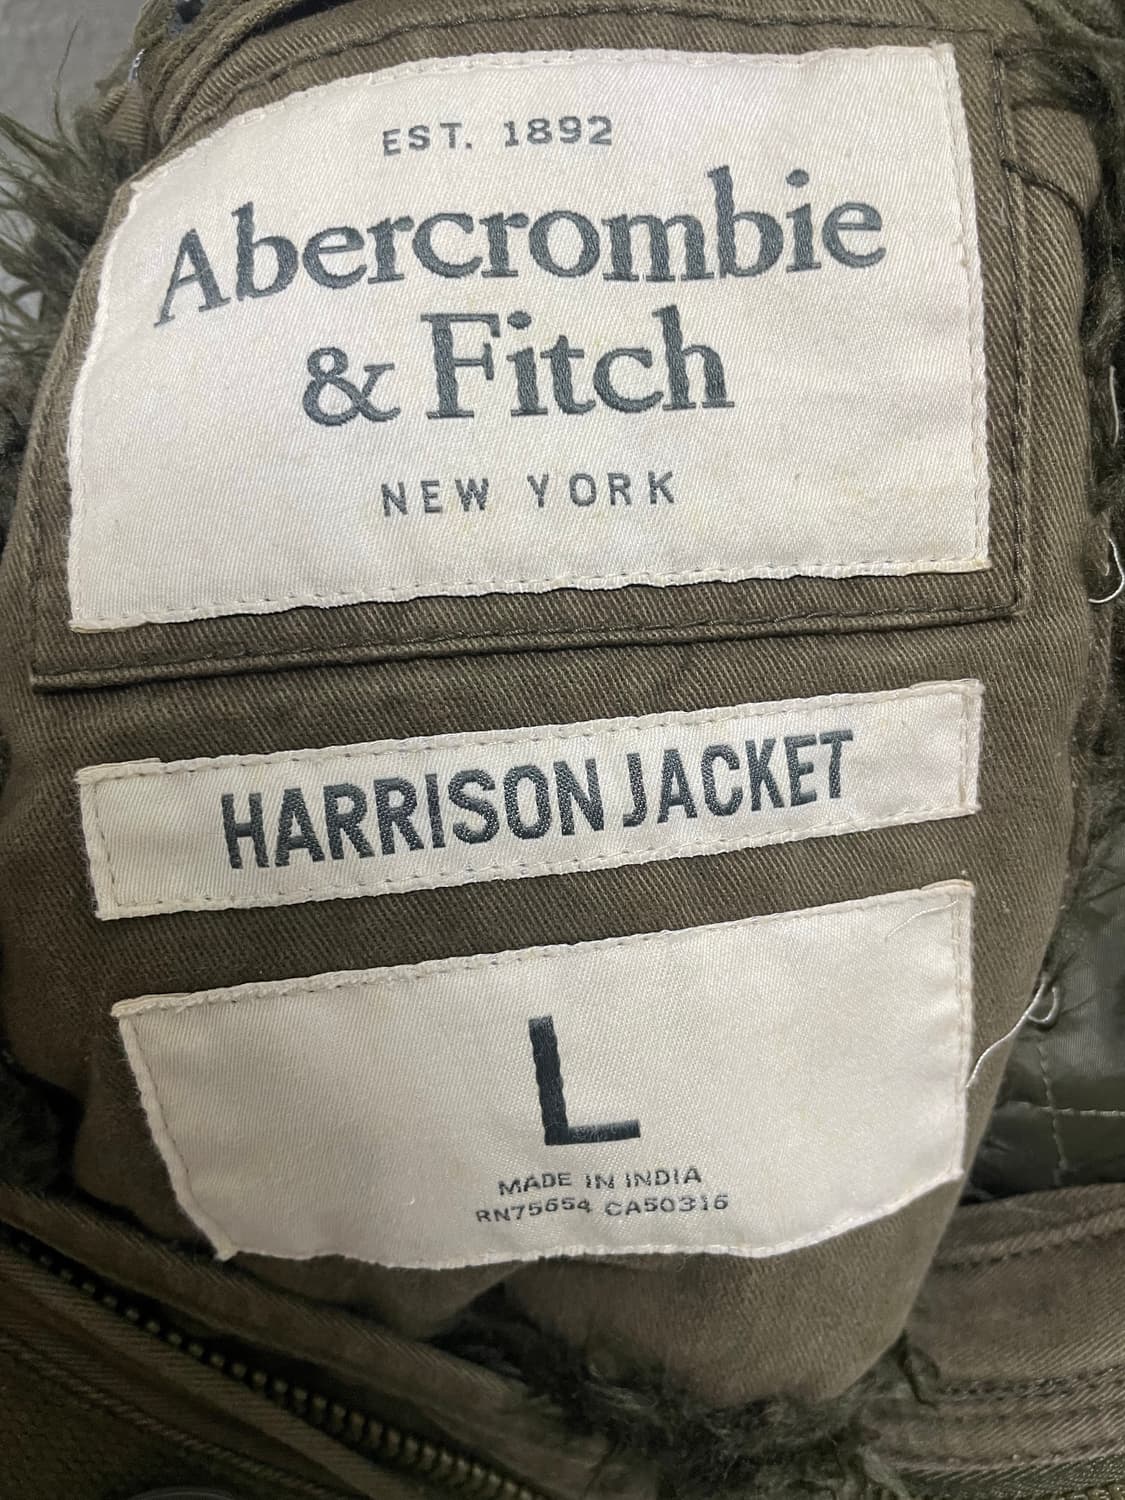 EST. 1892
Abercrombie
& Fitch
NEW YORK
HARRISON JACKET
L
MADE IN INDIA
RN75654 CA50316